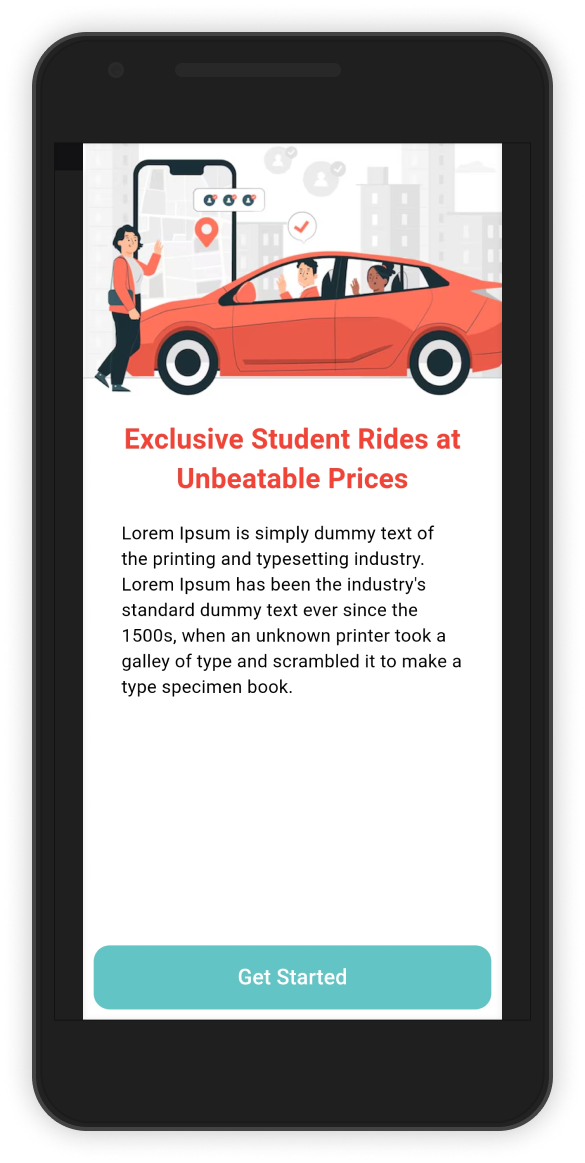 Exclusive Student Rides at
Unbeatable Prices
Lorem Ipsum is simply dummy text of
the printing and typesetting industry.
Lorem Ipsum has been the industry's
standard dummy text ever since the
1500s, when an unknown printer took a
galley of type and scrambled it to make a
type specimen book.
Get Started